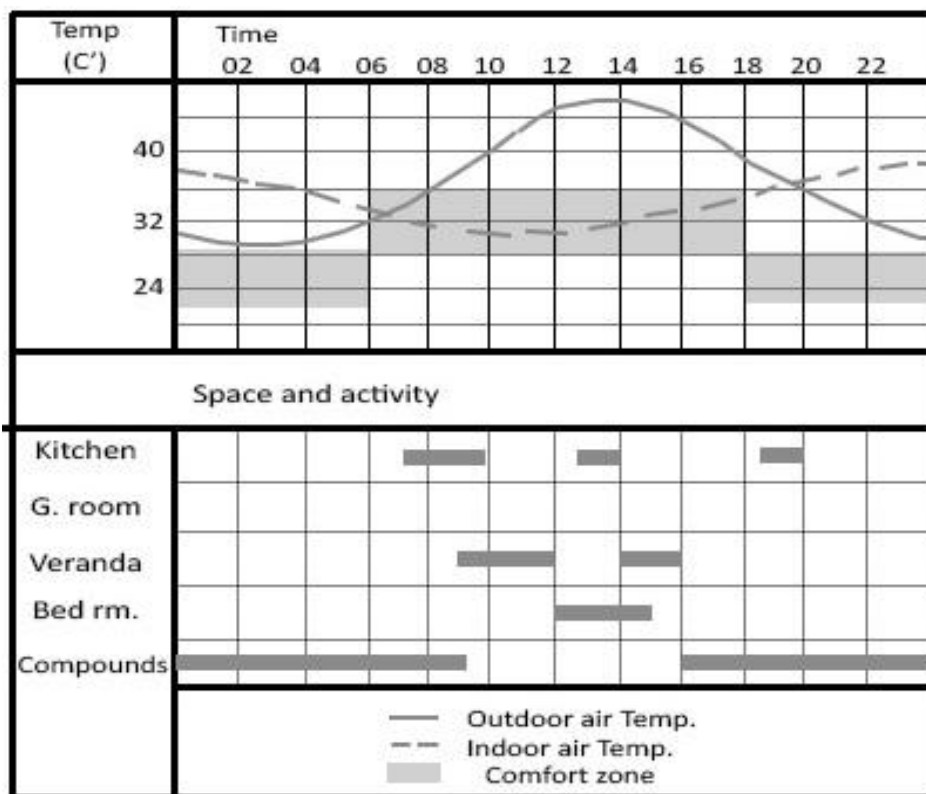 Temp
(C')
Time
02 04 06 08 10 12 14 16 18 20 22
40
32
24
Space and activity
Kitchen
G. room
Veranda
Bed rm.
Compounds
Outdoor air Temp.
Indoor air Temp.
Comfort zone